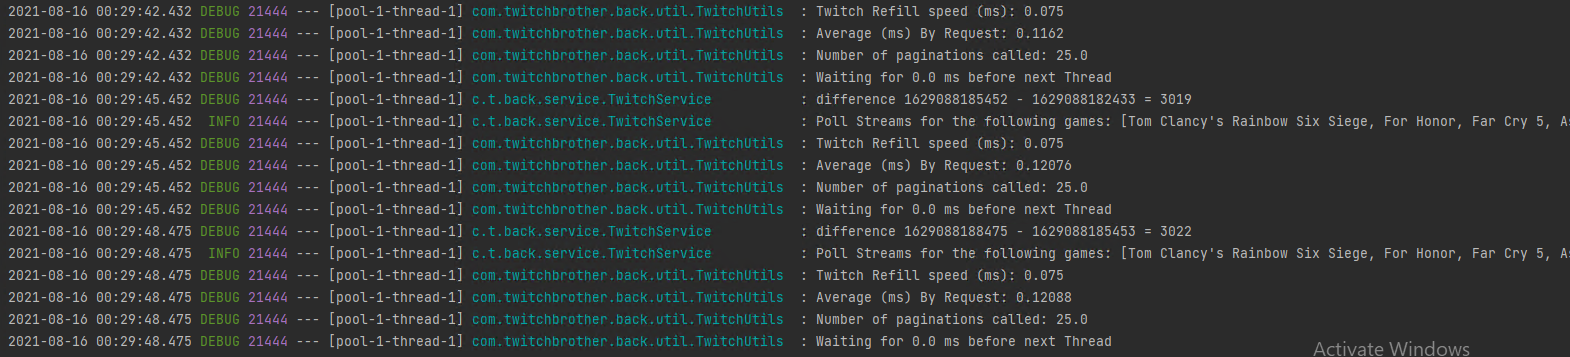 2021-08-16 00:29:42.432 DEBUG 21444 --- [pool-1-thread-1] com.twitchbrother.back.util.TwitchUtils : Twitch Refill speed (ms): 0.075
2021-08-16 00:29:42.432 DEBUG 21444 --- [pool-1-thread-1] com.twitchbrother.back.util.TwitchUtils : Average (ms) By Request: 0.1162
2021-08-16 00:29:42.432 DEBUG 21444 --- [pool-1-thread-1] com.twitchbrother.back.util.TwitchUtils : Number of paginations called: 25.0
2021-08-16 00:29:42.432 DEBUG 21444 --- [pool-1-thread-1] com.twitchbrother.back.util.TwitchUtils : Waiting for 0.0 ms before next Thread
2021-08-16 00:29:45.452 DEBUG 21444 --- [pool-1-thread-1] c.t.back.service.TwitchService : difference 1629088185452 - 1629088182433 = 3019
2021-08-16 00:29:45.452 INFO 21444 --- [pool-1-thread-1] c.t.back.service.TwitchService : Poll Streams for the following games: [Tom Clancy's Rainbow Six Siege, For Honor, Far Cry 5, As
2021-08-16 00:29:45.452 DEBUG 21444 --- [pool-1-thread-1] com.twitchbrother.back.util.TwitchUtils : Twitch Refill speed (ms): 0.075
2021-08-16 00:29:45.452 DEBUG 21444 --- [pool-1-thread-1] com.twitchbrother.back.util.TwitchUtils : Average (ms) By Request: 0.12076
2021-08-16 00:29:45.452 DEBUG 21444 --- [pool-1-thread-1] com.twitchbrother.back.util.TwitchUtils : Number of paginations called: 25.0
2021-08-16 00:29:45.452 DEBUG 21444 --- [pool-1-thread-1] com.twitchbrother.back.util.TwitchUtils : Waiting for 0.0 ms before next Thread
2021-08-16 00:29:48.475 DEBUG 21444 --- [pool-1-thread-1] c.t.back.service.TwitchService : difference 1629088188475 - 1629088185453 = 3022
2021-08-16 00:29:48.475 INFO 21444 --- [pool-1-thread-1] c.t.back.service.TwitchService : Poll Streams for the following games: [Tom Clancy's Rainbow Six Siege, For Honor, Far Cry 5, As
2021-08-16 00:29:48.475 DEBUG 21444 --- [pool-1-thread-1] com.twitchbrother.back.util.TwitchUtils : Twitch Refill speed (ms): 0.075
2021-08-16 00:29:48.475 DEBUG 21444 --- [pool-1-thread-1] com.twitchbrother.back.util.TwitchUtils : Average (ms) By Request: 0.12088
2021-08-16 00:29:48.475 DEBUG 21444 --- [pool-1-thread-1] com.twitchbrother.back.util.TwitchUtils : Number of paginations called: 25.0
2021-08-16 00:29:48.475 DEBUG 21444 --- [pool-1-thread-1] com.twitchbrother.back.util.TwitchUtils : Waiting for 0.0 ms before next Thread
Activate Windows